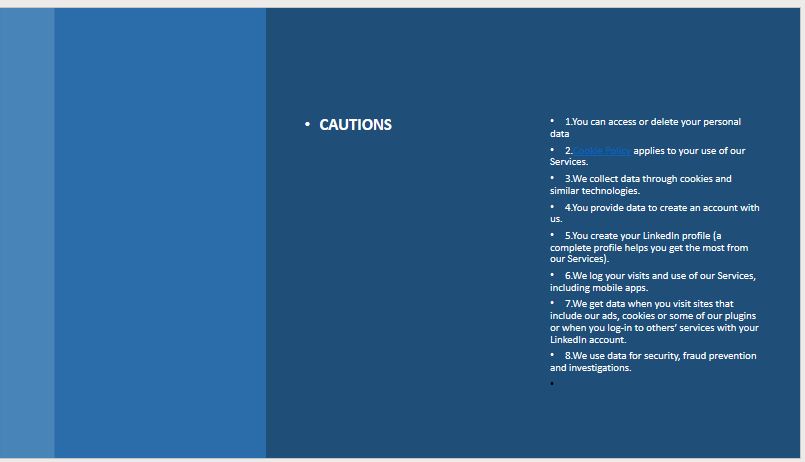 • CAUTIONS
• 1.You can access or delete your personal
data
• 2.Cookie Policy applies to your use of our
Services.
• 3.We collect data through cookies and
similar technologies.
• 4.You provide data to create an account with
us.
• 5.You create your LinkedIn profile (a
complete profile helps you get the most from
our Services).
• 6.We log your visits and use of our Services,
including mobile apps.
• 7.We get data when you visit sites that
include our ads, cookies or some of our plugins
or when you log-in to others’ services with your
LinkedIn account.
• 8.We use data for security, fraud prevention
and investigations.
•